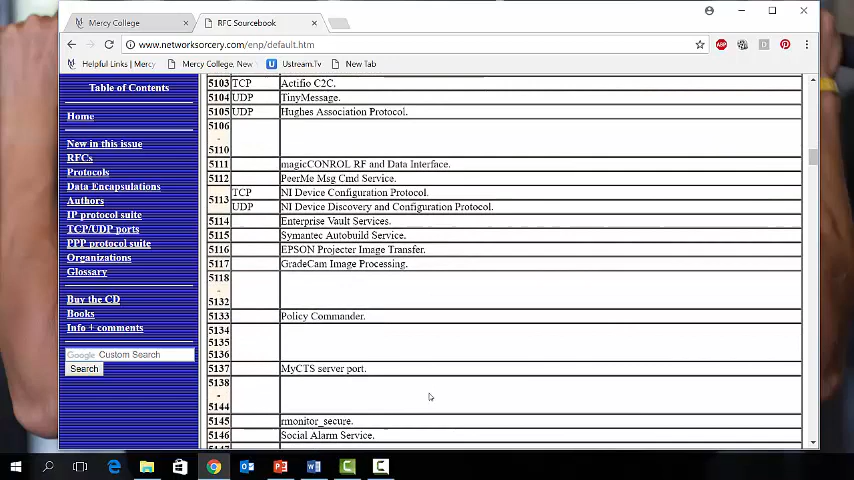 Mercy College
RFC Sourcebook
www.networksorcery.com/enp/default.htm
ABP
D
Helpful Links | Mercy
Mercy College, New
U Ustream.Tv
New Tab
Table of Contents
Home
New in this issue
RFCs
Protocols
Data Encapsulations
Authors
IP protocol suite
TCP/UDP ports
PPP protocol suite
Organizations
Glossary
Buy the CD
Books
Info + comments
Google Custom Search
Search
5103 TCP Actifio C2C.
5104 UDP TinyMessage.
5105 UDP Hughes Association Protocol.
5106
-
5110
5111 magicCONROL RF and Data Interface.
5112 PeerMe Msg Cmd Service.
5113 TCP NI Device Configuration Protocol.
UDP NI Device Discovery and Configuration Protocol.
5114 Enterprise Vault Services.
5115 Symantec Autobuild Service.
5116 EPSON Projecter Image Transfer.
5117 GradeCam Image Processing.
5118
-
5132
5133 Policy Commander.
5134
5135
5136
5137 MyCTS server port.
5138
-
5144
5145 rmonitor_secure.
5146 Social Alarm Service.